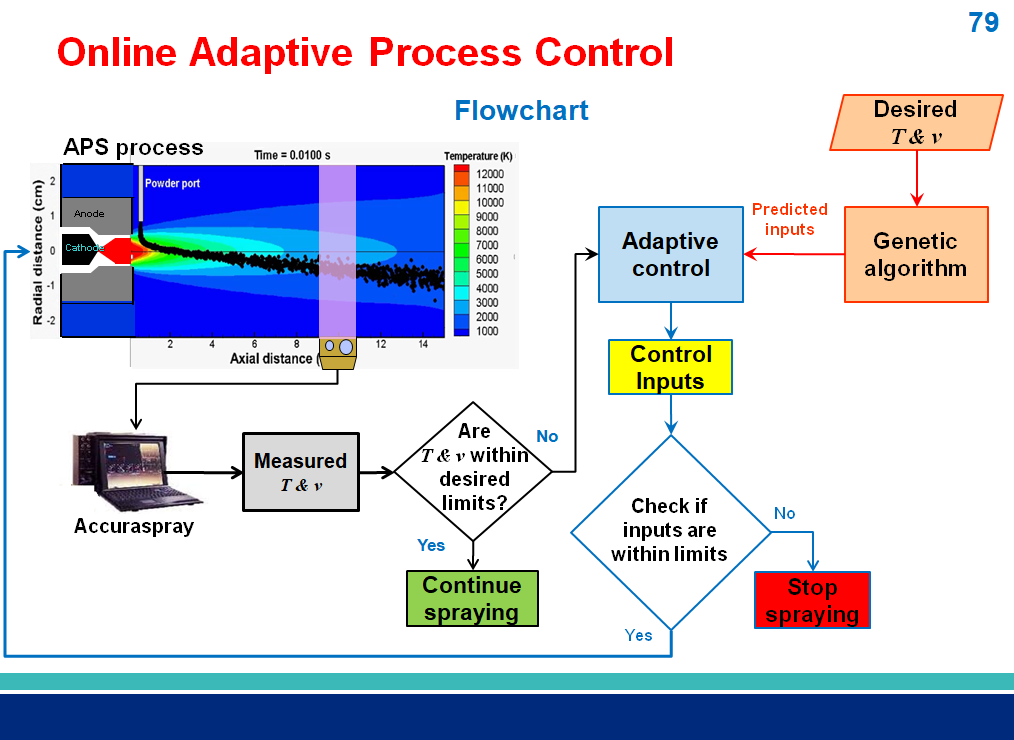 79
Online Adaptive Process Control
Flowchart
Desired
T & v
APS process
Time = 0.0100 s
Temperature (K)
Powder port
Anode
Cathode
Radial distance (cm)
2
1
0
-1
-2
12000
11000
10000
9000
8000
7000
6000
5000
4000
3000
2000
1000
2 4 6 8 12 14
Axial distance (
Predicted
inputs
Adaptive
control
Genetic
algorithm
Control
Inputs
Are
T & v within
desired
limits?
No
Yes
Measured
T & v
Accuraspray
Continue
spraying
Check if
inputs are
within limits
No
Yes
Stop
spraying